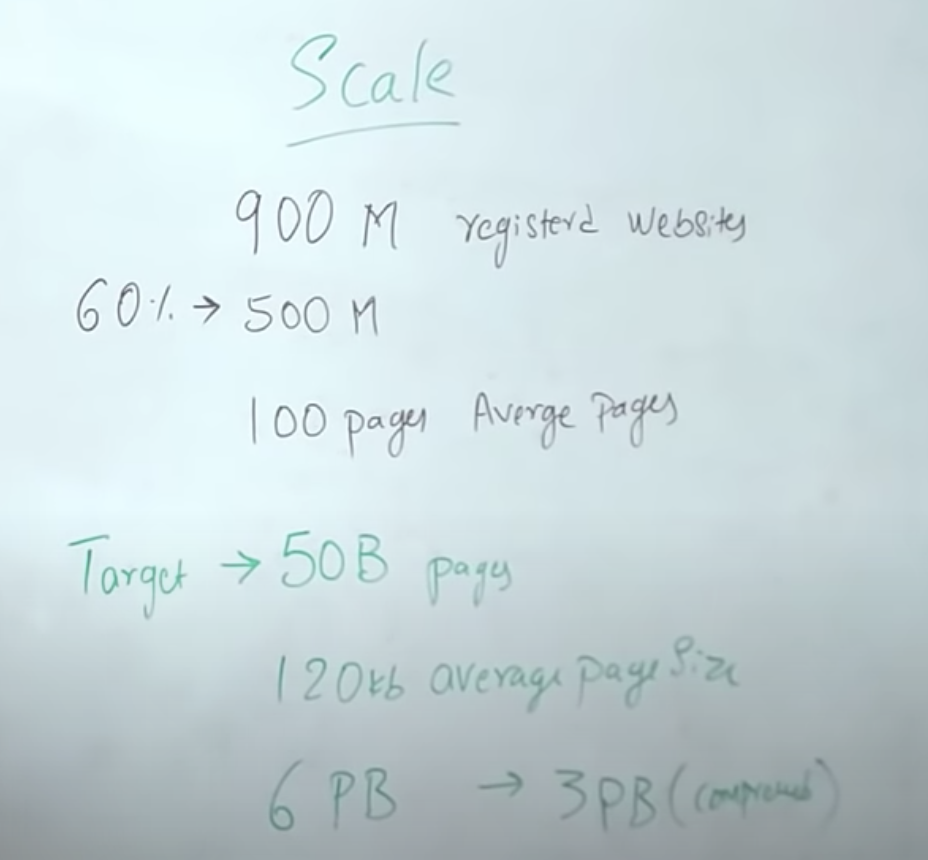 Scale
900 M registerd Websites
60% → 500 M
100 pages Averge Pages
Target → 50B pages
120kb average page size
6 PB → 3PB (compressed)